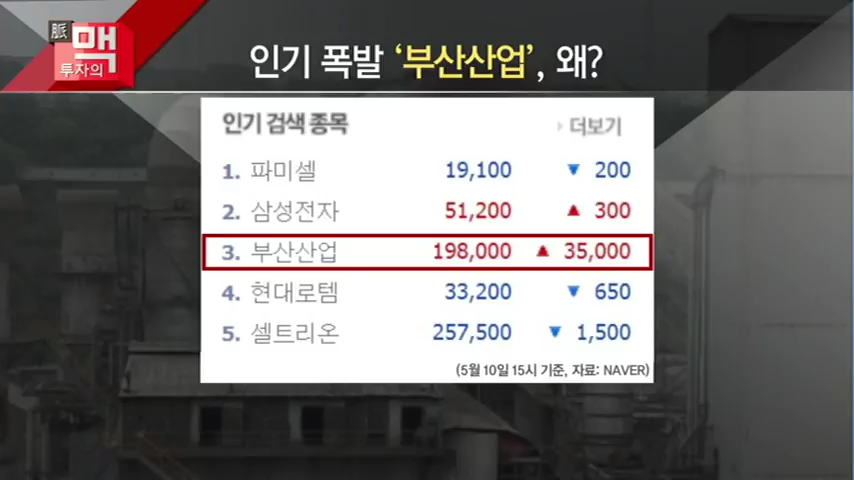 脈
맥
투자의
인기 폭발 ‘부산산업’, 왜?
인기 검색 종목 더보기
1. 파미셀 19,100 ▼ 200
2. 삼성전자 51,200 ▲ 300
3. 부산산업 198,000 ▲ 35,000
4. 현대로템 33,200 ▼ 650
5. 셀트리온 257,500 ▼ 1,500
(5월 10일 15시 기준, 자료: NAVER)